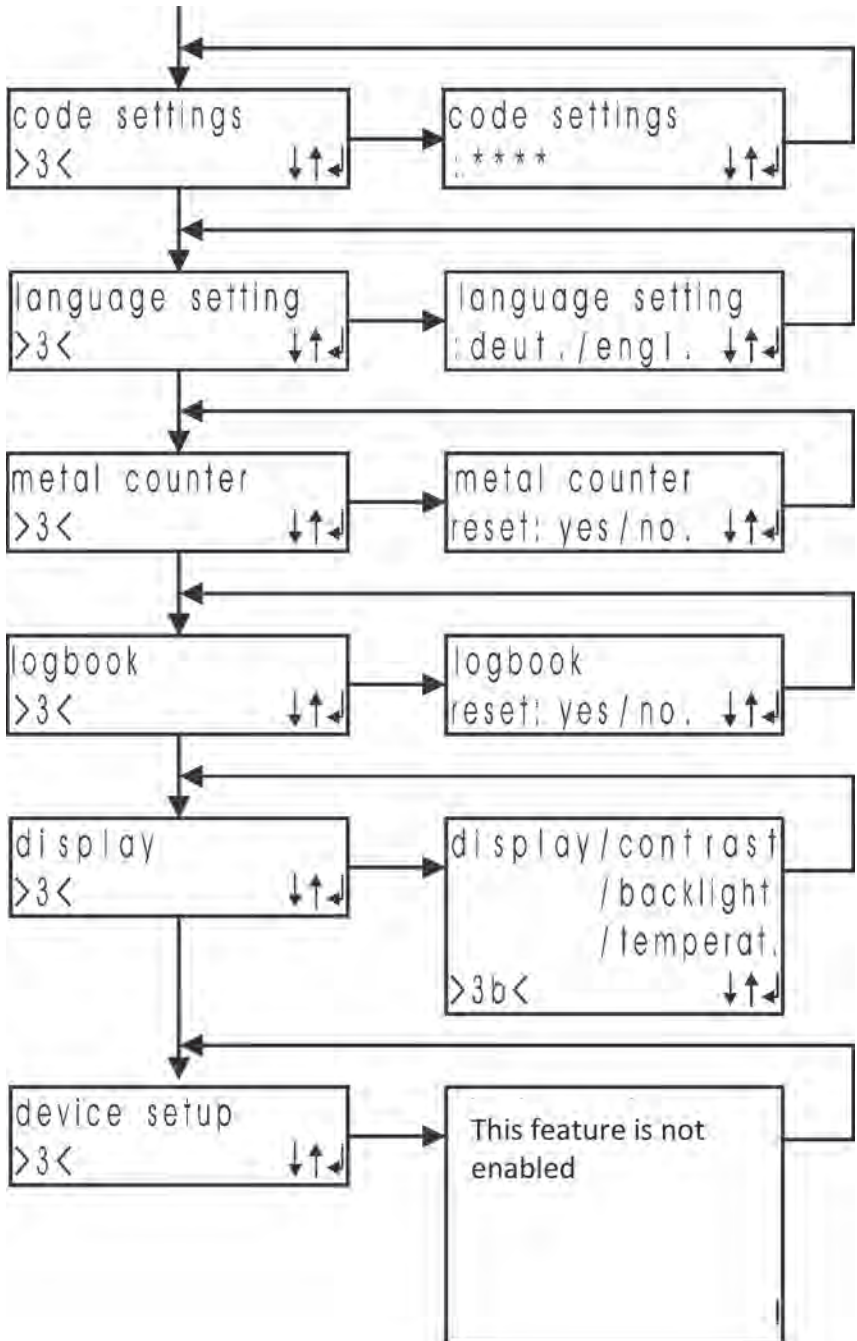 code settings
>3< ↓↑↵
code settings
:**** ↓↑↵
language setting
>3< ↓↑↵
language setting
:deut./engl. ↓↑↵
metal counter
>3< ↓↑↵
metal counter
reset: yes/no. ↓↑↵
logbook
>3< ↓↑↵
logbook
reset: yes/no. ↓↑↵
display
>3< ↓↑↵
display/contrast
/backlight
/temperat.
>3b< ↓↑↵
device setup
>3< ↓↑↵
This feature is not
enabled